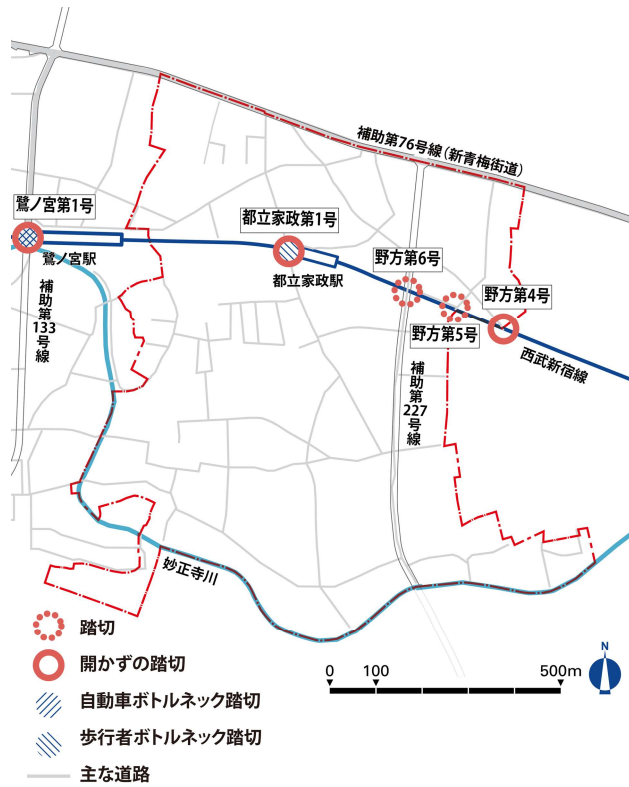 補助第76号線(新青梅街道)
鷺ノ宮第1号
都立家政第1号
鷺ノ宮駅
都立家政駅
野方第6号
野方第4号
野方第5号
西武新宿線
補助第133号線
補助第227号線
妙正寺川
踏切
開かずの踏切
自動車ボトルネック踏切
歩行者ボトルネック踏切
主な道路
0 100 500m
N